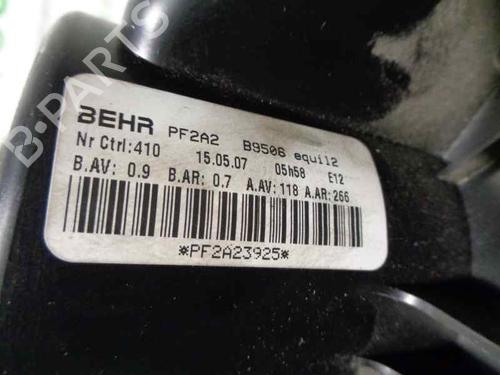 BEHR PF2A2 B9506 equil2
Nr Ctrl:410 15.05.07 05h58 E12
B.AV: 0.9 B.AR: 0.7 A.AV:118 A.AR:266
*PF2A23925*
B-PARTS